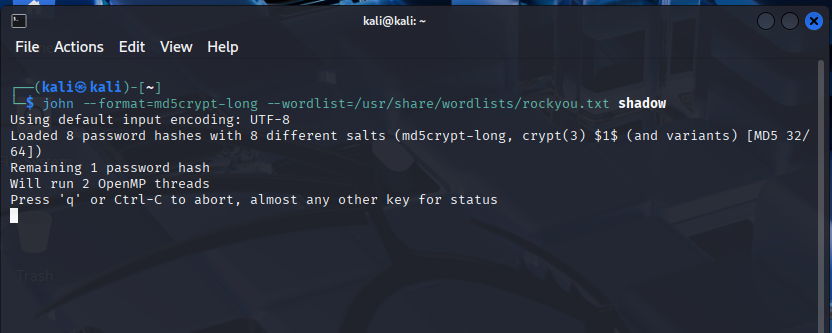 kali@kali: ~
File Actions Edit View Help
┌──(kali㉿kali)-[~]
└─$ john --format=md5crypt-long --wordlist=/usr/share/wordlists/rockyou.txt shadow
Using default input encoding: UTF-8
Loaded 8 password hashes with 8 different salts (md5crypt-long, crypt(3) $1$ (and variants) [MD5 32/
64])
Remaining 1 password hash
Will run 2 OpenMP threads
Press 'q' or Ctrl-C to abort, almost any other key for status
Trash